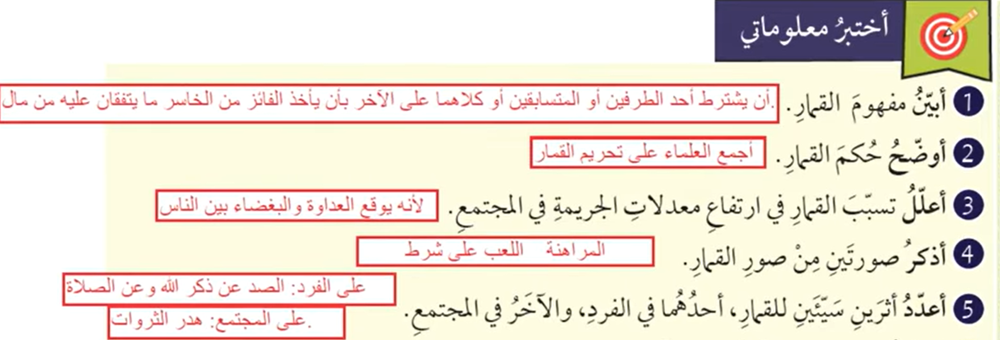 أختبرُ معلوماتي
1 أبيّنُ مفهومَ القمارِ. أن يشترط أحد الطرفين أو المتسابقين أو كلاهما على الآخر بأن يأخذ الفائز من الخاسر ما يتفقان عليه من مال.
2 أوضّحُ حُكمَ القمارِ. أجمع العلماء على تحريم القمار
3 أعلّلُ تسبّبَ القمارِ في ارتفاعِ معدلاتِ الجريمةِ في المجتمعِ. لأنه يوقع العداوة والبغضاء بين الناس
4 أذكرُ صورتَينِ مِنْ صورِ القمارِ. المراهنة اللعب على شرط
5 أعدّدُ أثرَينِ سَيّئَينِ للقمارِ، أحدُهُما في الفردِ، والآخَرُ في المجتمعِ. على الفرد: الصد عن ذكر الله وعن الصلاة
على المجتمع: هدر الثروات.